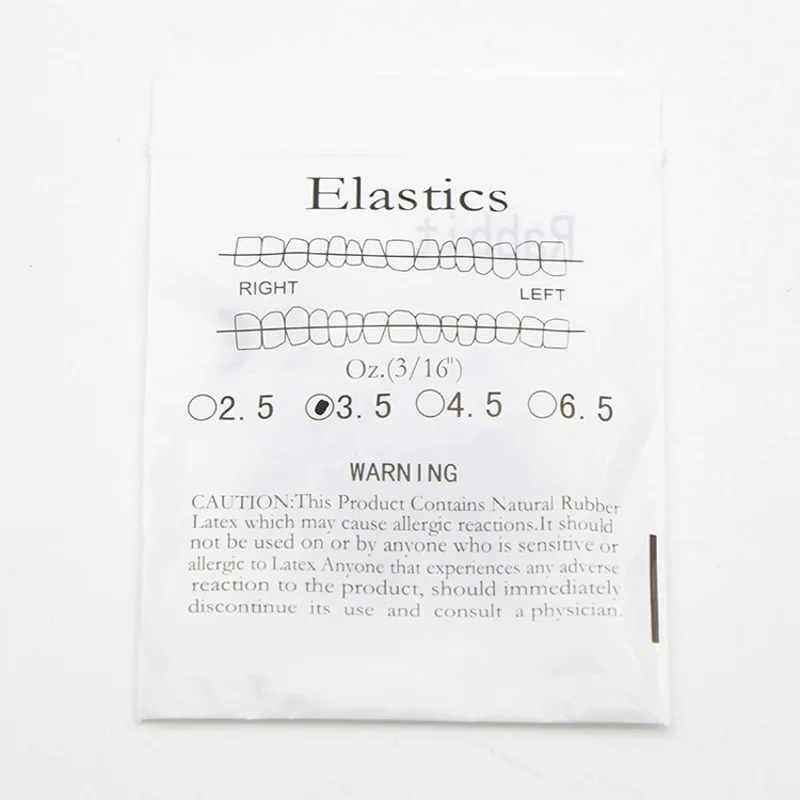 Elastics
Rabbit
RIGHT LEFT
Oz.(3/16")
2.5 3.5 4.5 6.5
WARNING
CAUTION:This Product Contains Natural Rubber
Latex which may cause allergic reactions.It should
not be used on or by anyone who is sensitive or
allergic to Latex Anyone that experiences any adverse
reaction to the product, should immediately
discontinue its use and consult a physician.